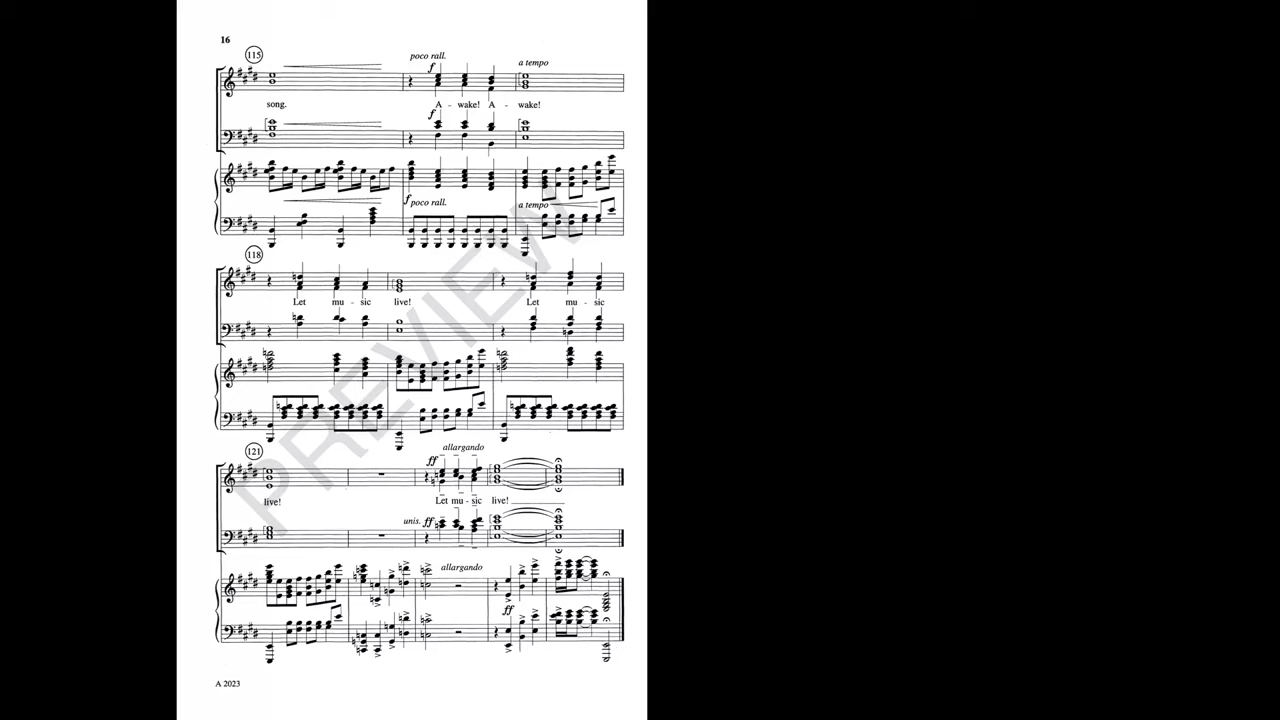 16
115
poco rall.
a tempo
f
song. A - wake! A - wake!
f
f poco rall.
a tempo
118
Let mu - sic live! Let mu - sic
PREVIEW
121
allargando
ff
live! Let mu - sic live!
unis. ff
allargando
ff
A 2023